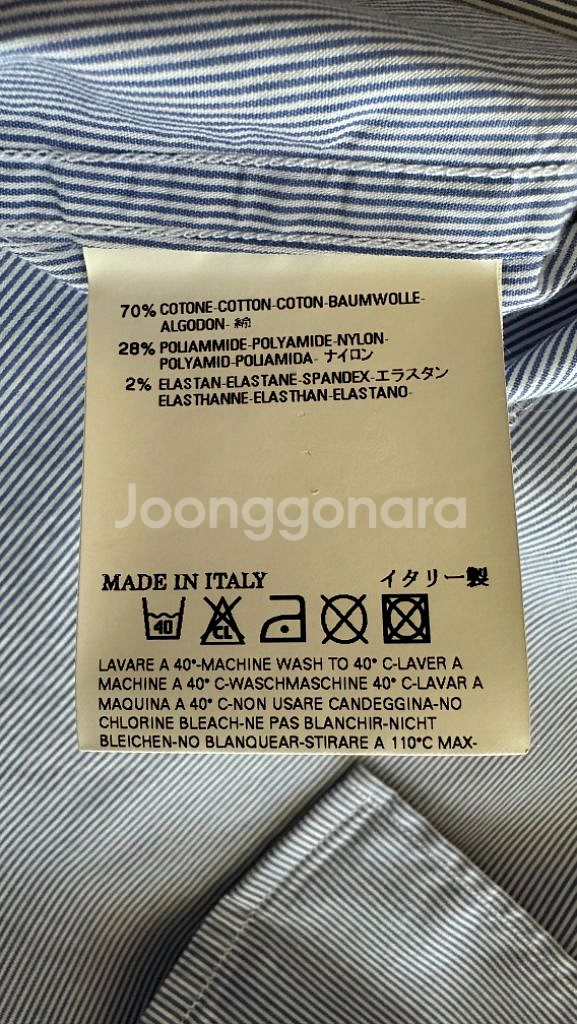 70% COTONE-COTTON-COTON-BAUMWOLLE-
ALGODON- 綿
28% POLIAMMIDE-POLYAMIDE-NYLON-
POLYAMID-POLIAMIDA- ナイロン
2% ELASTAN-ELASTANE-SPANDEX-エラスタン
ELASTHANNE-ELASTHAN-ELASTANO-
Joonggonara
MADE IN ITALY イタリー製
40 CL
LAVARE A 40°-MACHINE WASH TO 40° C-LAVER A
MACHINE A 40° C-WASCHMASCHINE 40° C-LAVAR A
MAQUINA A 40° C-NON USARE CANDEGGINA-NO
CHLORINE BLEACH-NE PAS BLANCHIR-NICHT
BLEICHEN-NO BLANQUEAR-STIRARE A 110°C MAX-